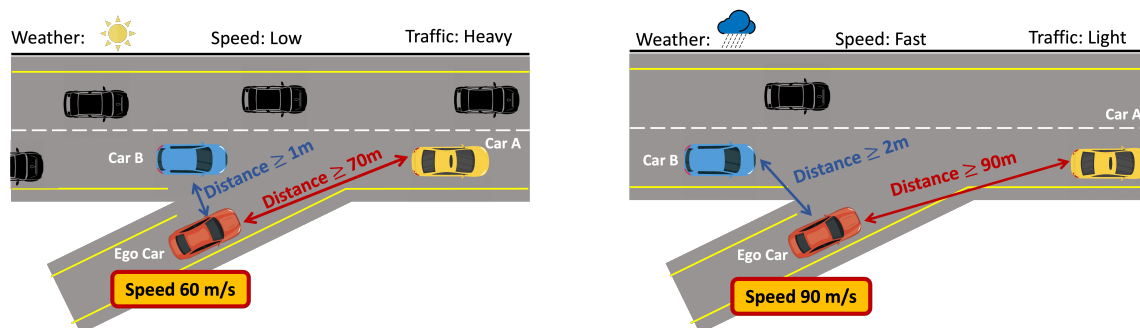 Weather:
Speed: Low
Traffic: Heavy
Car B
Car A
Distance ≥ 1m
Distance ≥ 70m
Ego Car
Speed 60 m/s
Weather:
Speed: Fast
Traffic: Light
Car A
Car B
Distance ≥ 2m
Distance ≥ 90m
Ego Car
Speed 90 m/s